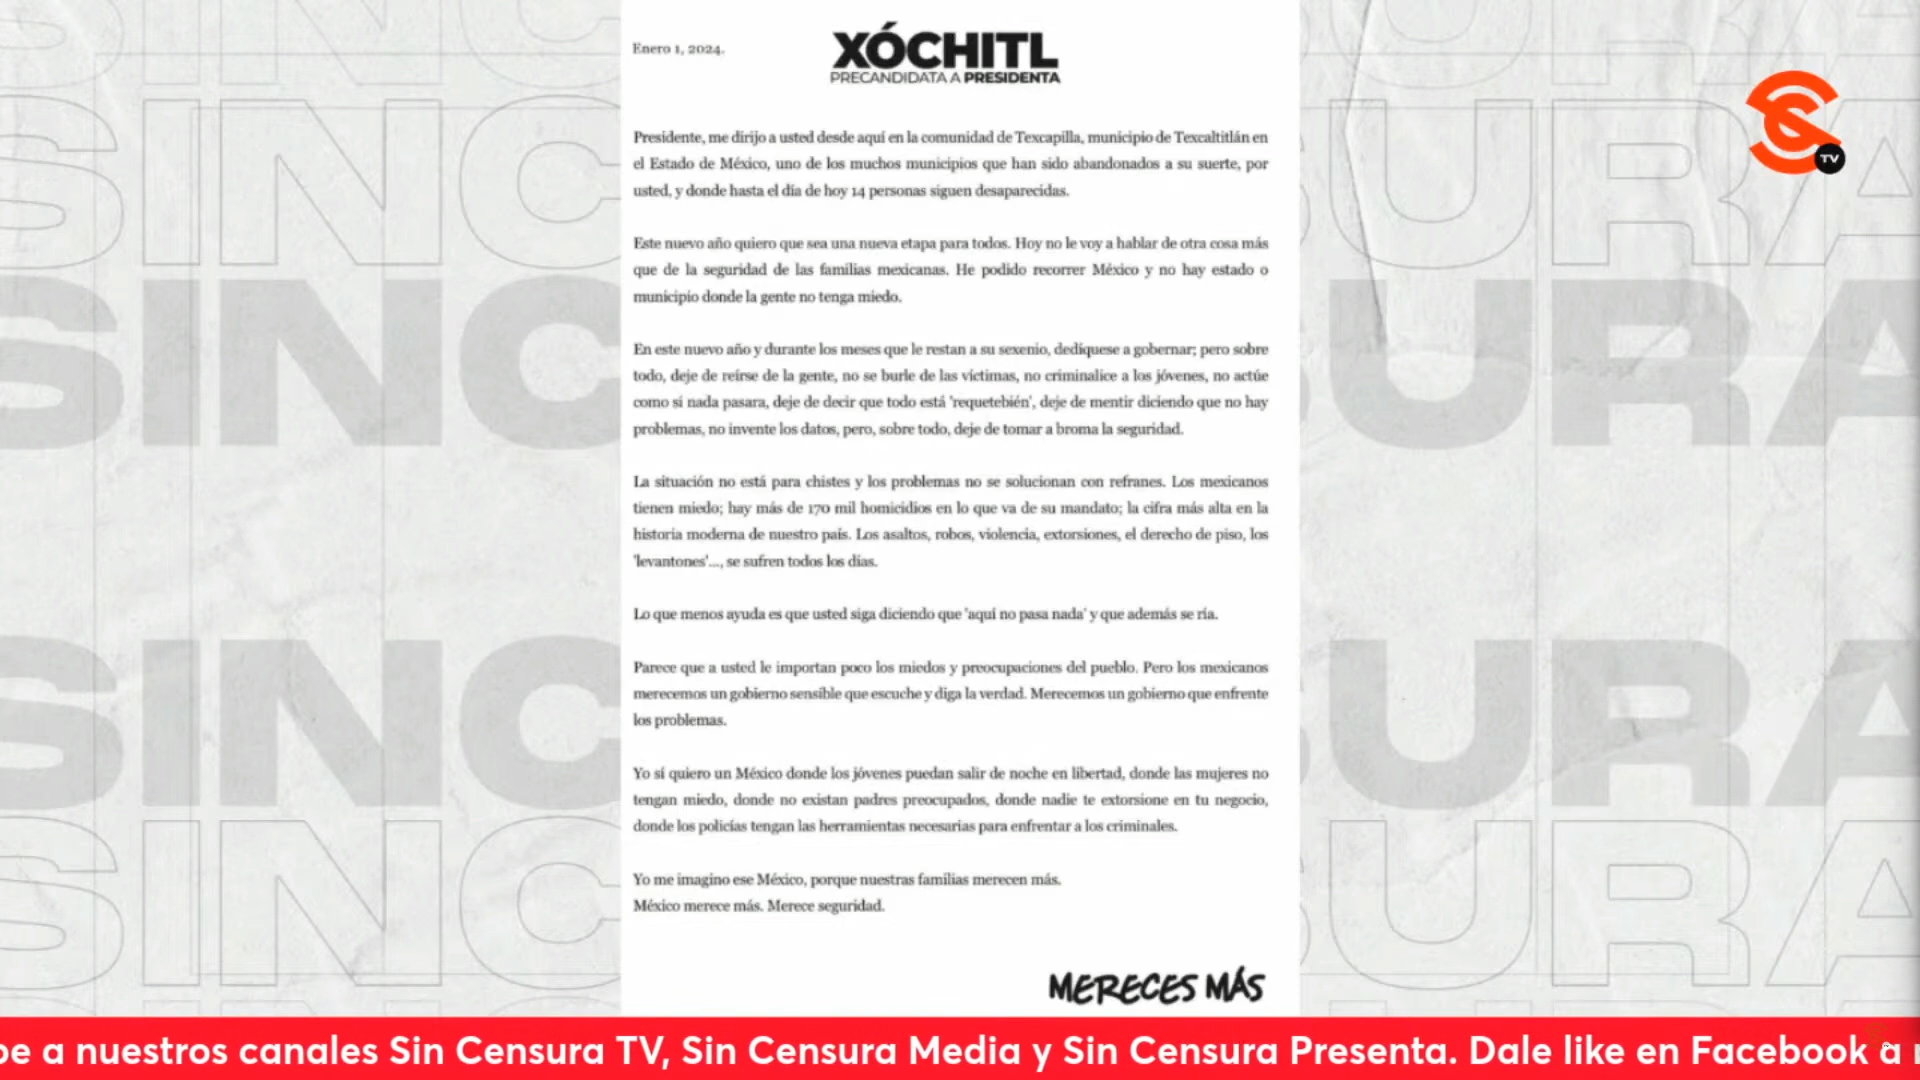 Enero 1, 2024.
XÓCHITL
PRECANDIDATA A PRESIDENTA
Presidente, me dirijo a usted desde aquí en la comunidad de Texcapilla, municipio de Texcaltitlán en
el Estado de México, uno de los muchos municipios que han sido abandonados a su suerte, por
usted, y donde hasta el día de hoy 14 personas siguen desaparecidas.
Este nuevo año quiero que sea una nueva etapa para todos. Hoy no le voy a hablar de otra cosa más
que de la seguridad de las familias mexicanas. He podido recorrer México y no hay estado o
municipio donde la gente no tenga miedo.
En este nuevo año y durante los meses que le restan a su sexenio, dedíquese a gobernar; pero sobre
todo, deje de reírse de la gente, no se burle de las víctimas, no criminalice a los jóvenes, no actúe
como si nada pasara, deje de decir que todo está 'requetebién', deje de mentir diciendo que no hay
problemas, no invente los datos, pero, sobre todo, deje de tomar a broma la seguridad.
La situación no está para chistes y los problemas no se solucionan con refranes. Los mexicanos
tienen miedo; hay más de 170 mil homicidios en lo que va de su mandato; la cifra más alta en la
historia moderna de nuestro país. Los asaltos, robos, violencia, extorsiones, el derecho de piso, los
'levantones'..., se sufren todos los días.
Lo que menos ayuda es que usted siga diciendo que 'aquí no pasa nada' y que además se ría.
Parece que a usted le importan poco los miedos y preocupaciones del pueblo. Pero los mexicanos
merecemos un gobierno sensible que escuche y diga la verdad. Merecemos un gobierno que enfrente
los problemas.
Yo sí quiero un México donde los jóvenes puedan salir de noche en libertad, donde las mujeres no
tengan miedo, donde no existan padres preocupados, donde nadie te extorsione en tu negocio,
donde los policías tengan las herramientas necesarias para enfrentar a los criminales.
Yo me imagino ese México, porque nuestras familias merecen más.
México merece más. Merece seguridad.
MERECES MÁS
TV
SINC URA
SINC URA
SINC URA
SINC URA
be a nuestros canales Sin Censura TV, Sin Censura Media y Sin Censura Presenta. Dale like en Facebook a